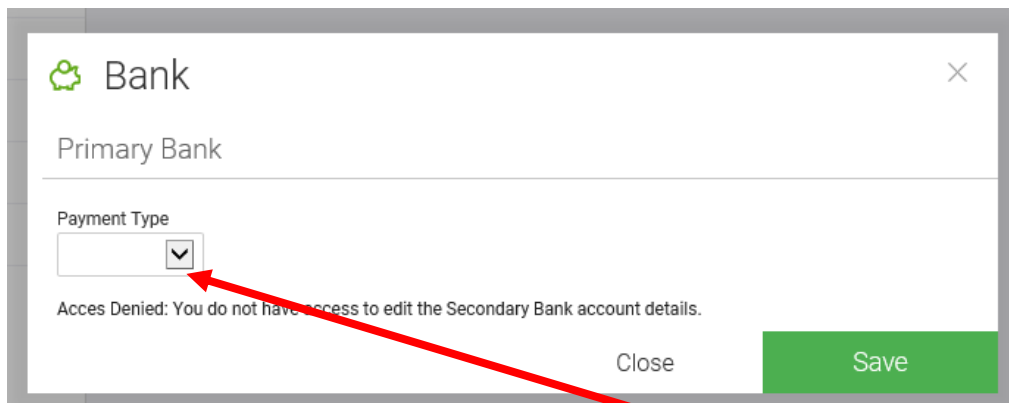 Bank
Primary Bank
Payment Type
Acces Denied: You do not have access to edit the Secondary Bank account details.
Close
Save